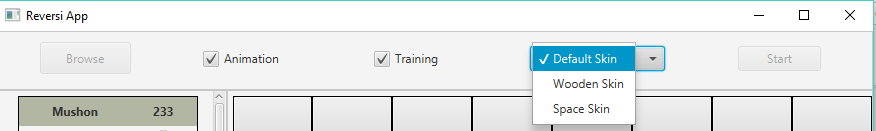 Reversi App
Browse
Animation
Training
Default Skin
Start
Wooden Skin
Space Skin
Mushon 233